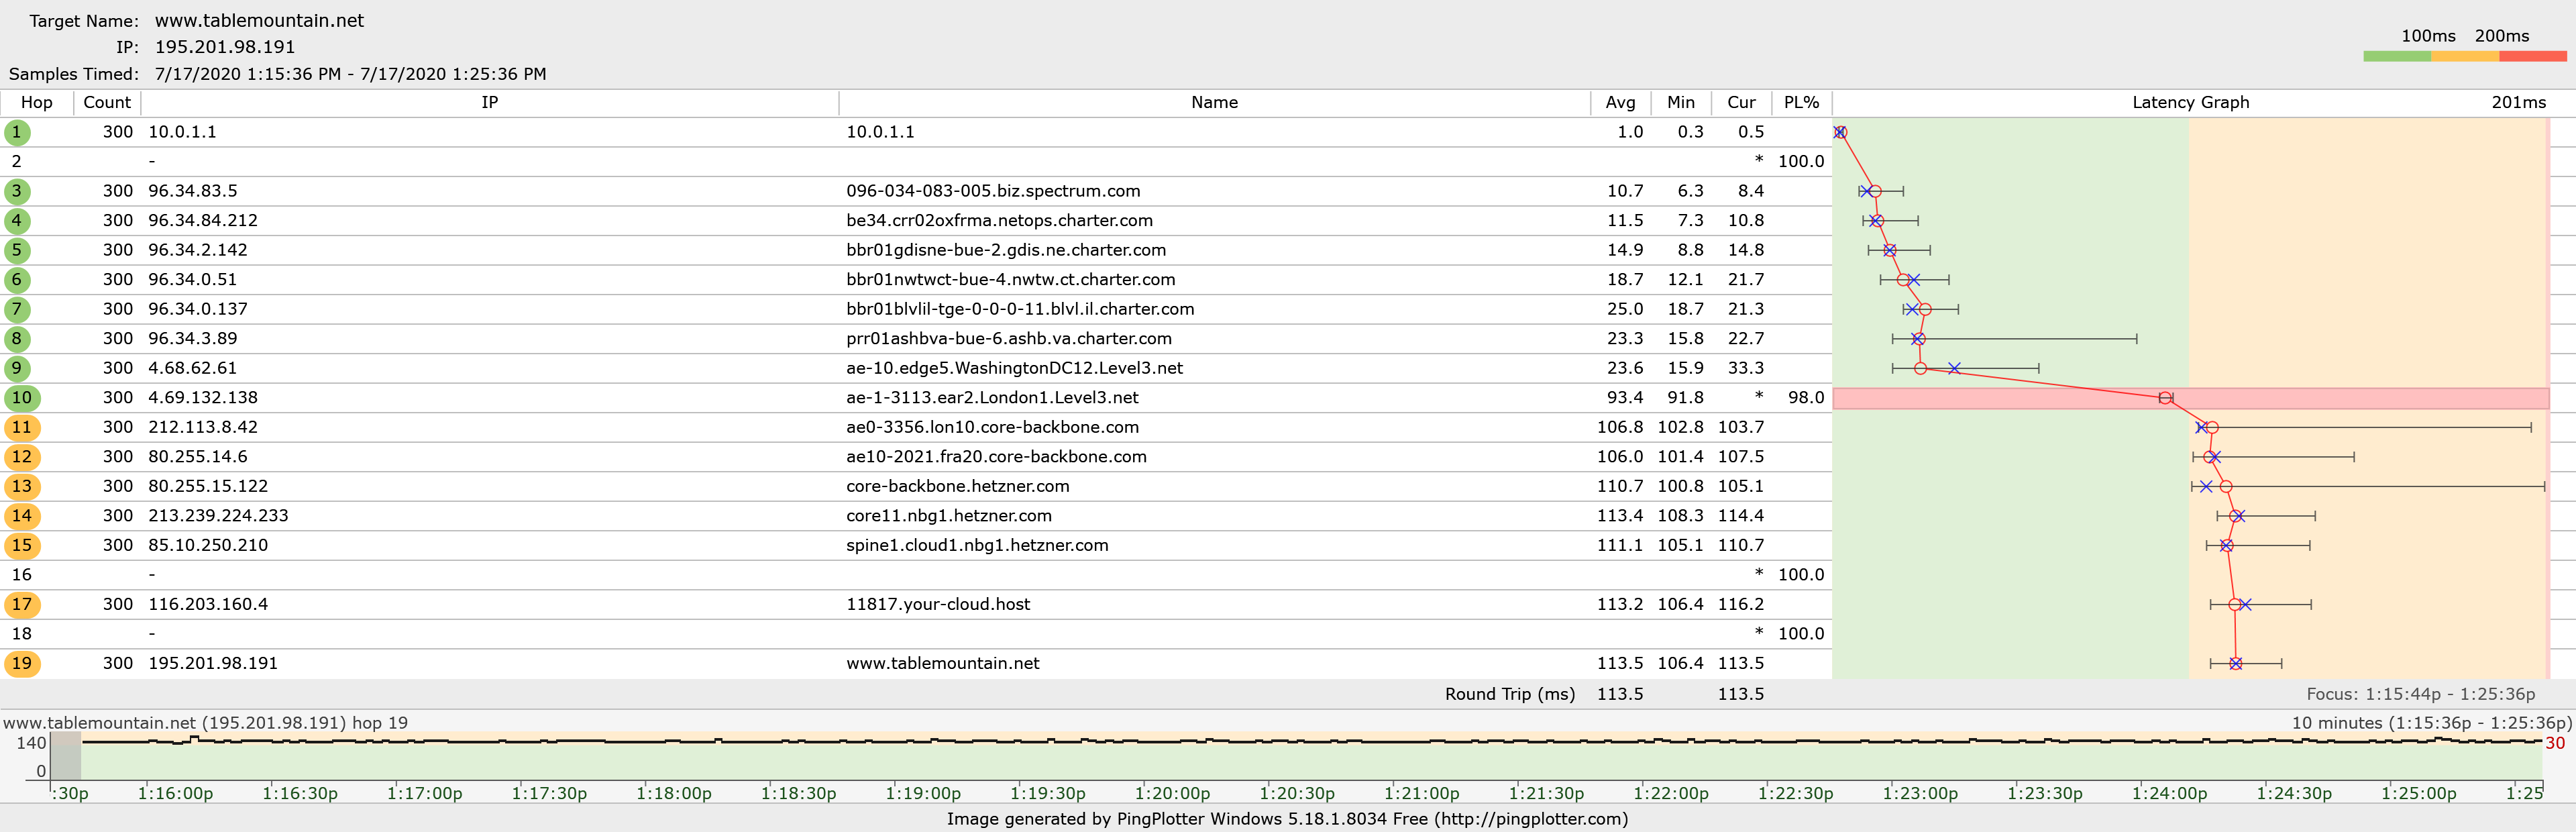 Target Name: www.tablemountain.net
IP: 195.201.98.191
Samples Timed: 7/17/2020 1:15:36 PM - 7/17/2020 1:25:36 PM
100ms 200ms
Hop Count IP Name Avg Min Cur PL% Latency Graph 201ms
1 300 10.0.1.1 10.0.1.1 1.0 0.3 0.5
2 - * 100.0
3 300 96.34.83.5 096-034-083-005.biz.spectrum.com 10.7 6.3 8.4
4 300 96.34.84.212 be34.crr02oxfrma.netops.charter.com 11.5 7.3 10.8
5 300 96.34.2.142 bbr01gdisne-bue-2.gdis.ne.charter.com 14.9 8.8 14.8
6 300 96.34.0.51 bbr01nwtwct-bue-4.nwtw.ct.charter.com 18.7 12.1 21.7
7 300 96.34.0.137 bbr01blvlil-tge-0-0-0-11.blvl.il.charter.com 25.0 18.7 21.3
8 300 96.34.3.89 prr01ashbva-bue-6.ashb.va.charter.com 23.3 15.8 22.7
9 300 4.68.62.61 ae-10.edge5.WashingtonDC12.Level3.net 23.6 15.9 33.3
10 300 4.69.132.138 ae-1-3113.ear2.London1.Level3.net 93.4 91.8 * 98.0
11 300 212.113.8.42 ae0-3356.lon10.core-backbone.com 106.8 102.8 103.7
12 300 80.255.14.6 ae10-2021.fra20.core-backbone.com 106.0 101.4 107.5
13 300 80.255.15.122 core-backbone.hetzner.com 110.7 100.8 105.1
14 300 213.239.224.233 core11.nbg1.hetzner.com 113.4 108.3 114.4
15 300 85.10.250.210 spine1.cloud1.nbg1.hetzner.com 111.1 105.1 110.7
16 - * 100.0
17 300 116.203.160.4 11817.your-cloud.host 113.2 106.4 116.2
18 - * 100.0
19 300 195.201.98.191 www.tablemountain.net 113.5 106.4 113.5
Round Trip (ms) 113.5 113.5 Focus: 1:15:44p - 1:25:36p
www.tablemountain.net (195.201.98.191) hop 19 10 minutes (1:15:36p - 1:25:36p)
140 30
0
:30p 1:16:00p 1:16:30p 1:17:00p 1:17:30p 1:18:00p 1:18:30p 1:19:00p 1:19:30p 1:20:00p 1:20:30p 1:21:00p 1:21:30p 1:22:00p 1:22:30p 1:23:00p 1:23:30p 1:24:00p 1:24:30p 1:25:00p 1:25
Image generated by PingPlotter Windows 5.18.1.8034 Free (http://pingplotter.com)